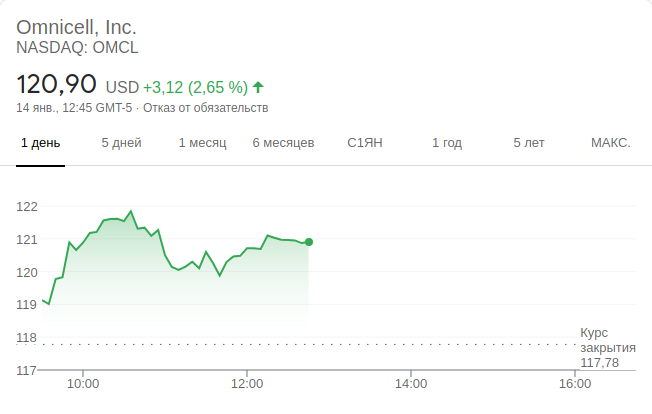 Omnicell, Inc.
NASDAQ: OMCL
120,90 USD +3,12 (2,65 %)
14 янв., 12:45 GMT-5 · Отказ от обязательств
1 день 5 дней 1 месяц 6 месяцев С1ЯН 1 год 5 лет МАКС.
122
121
120
119
118
Курс
закрытия
117,78
117
10:00 12:00 14:00 16:00